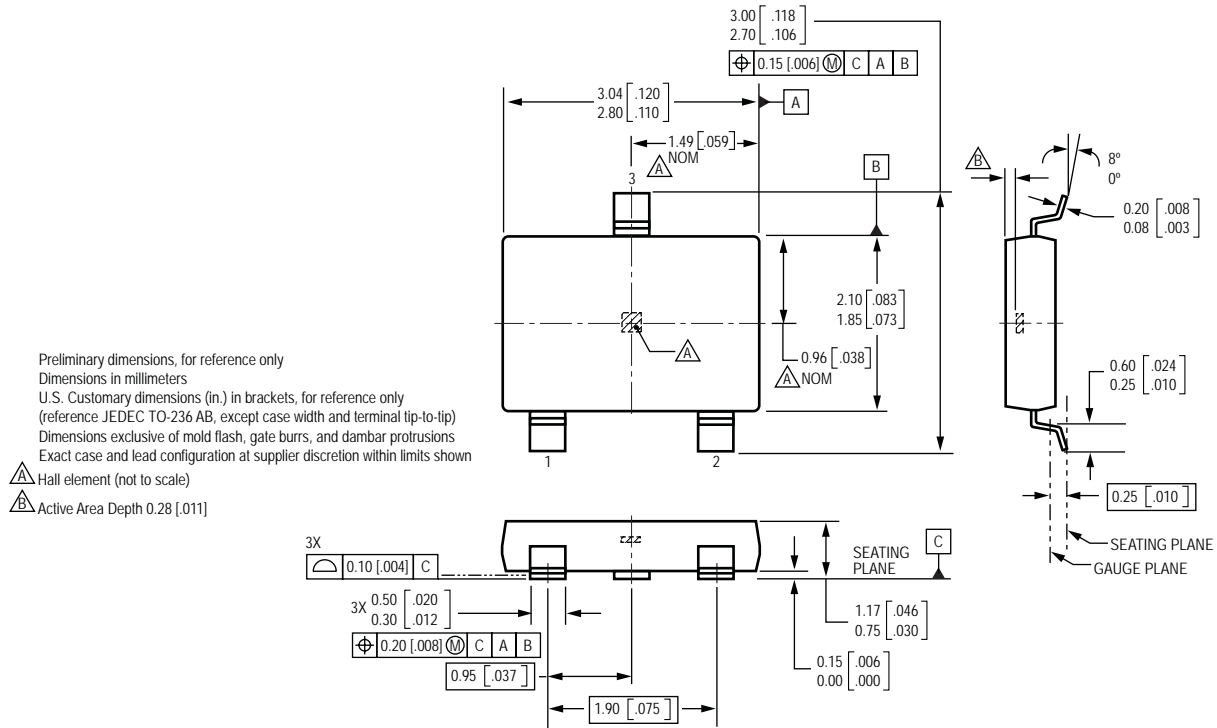 3.00 [.118
2.70 [.106]
⌖ 0.15 [.006] Ⓜ C A B
3.04 [.120
2.80 [.110]
A
1.49 [.059]
A NOM
3
B
B
8º
0º
0.20 [.008
0.08 [.003]
2.10 [.083
1.85 [.073]
A
0.96 [.038]
A NOM
0.60 [.024
0.25 [.010]
1
2
0.25 [.010]
SEATING PLANE
GAUGE PLANE
Preliminary dimensions, for reference only
Dimensions in millimeters
U.S. Customary dimensions (in.) in brackets, for reference only
(reference JEDEC TO-236 AB, except case width and terminal tip-to-tip)
Dimensions exclusive of mold flash, gate burrs, and dambar protrusions
Exact case and lead configuration at supplier discretion within limits shown
A Hall element (not to scale)
B Active Area Depth 0.28 [.011]
3X
⌓ 0.10 [.004] C
3X 0.50 [.020
0.30 [.012]
⌖ 0.20 [.008] Ⓜ C A B
0.95 [.037]
1.90 [.075]
SEATING
PLANE
C
1.17 [.046
0.75 [.030]
0.15 [.006
0.00 [.000]